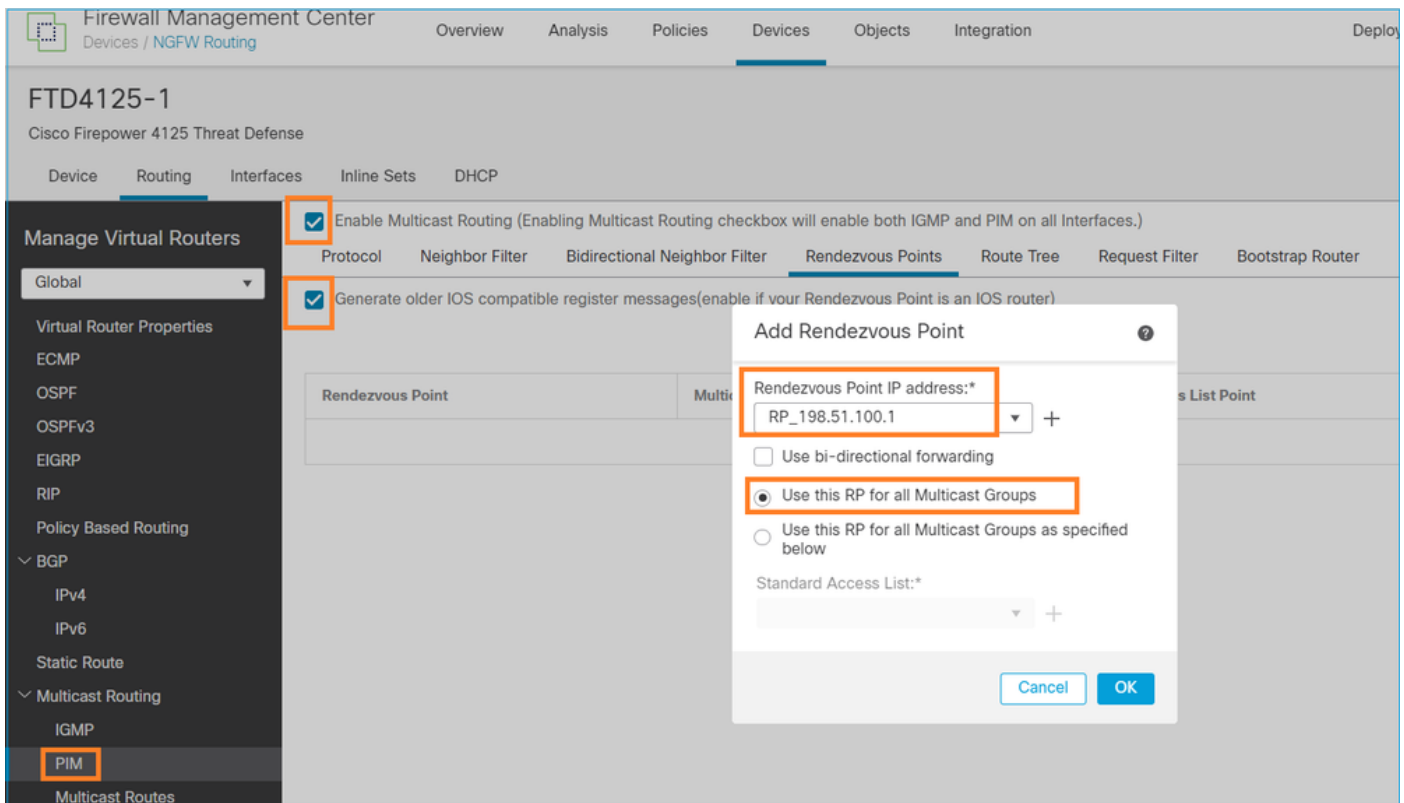 Firewall Management Center
Devices / NGFW Routing
Overview Analysis Policies Devices Objects Integration Deploy
FTD4125-1
Cisco Firepower 4125 Threat Defense
Device Routing Interfaces Inline Sets DHCP
Manage Virtual Routers
Global
Virtual Router Properties
ECMP
OSPF
OSPFv3
EIGRP
RIP
Policy Based Routing
BGP
IPv4
IPv6
Static Route
Multicast Routing
IGMP
PIM
Multicast Routes
Enable Multicast Routing (Enabling Multicast Routing checkbox will enable both IGMP and PIM on all Interfaces.)
Protocol Neighbor Filter Bidirectional Neighbor Filter Rendezvous Points Route Tree Request Filter Bootstrap Router
Generate older IOS compatible register messages(enable if your Rendezvous Point is an IOS router)
Rendezvous Point Multic s List Point
Add Rendezvous Point
Rendezvous Point IP address:*
RP_198.51.100.1
Use bi-directional forwarding
Use this RP for all Multicast Groups
Use this RP for all Multicast Groups as specified
below
Standard Access List:*
Cancel OK